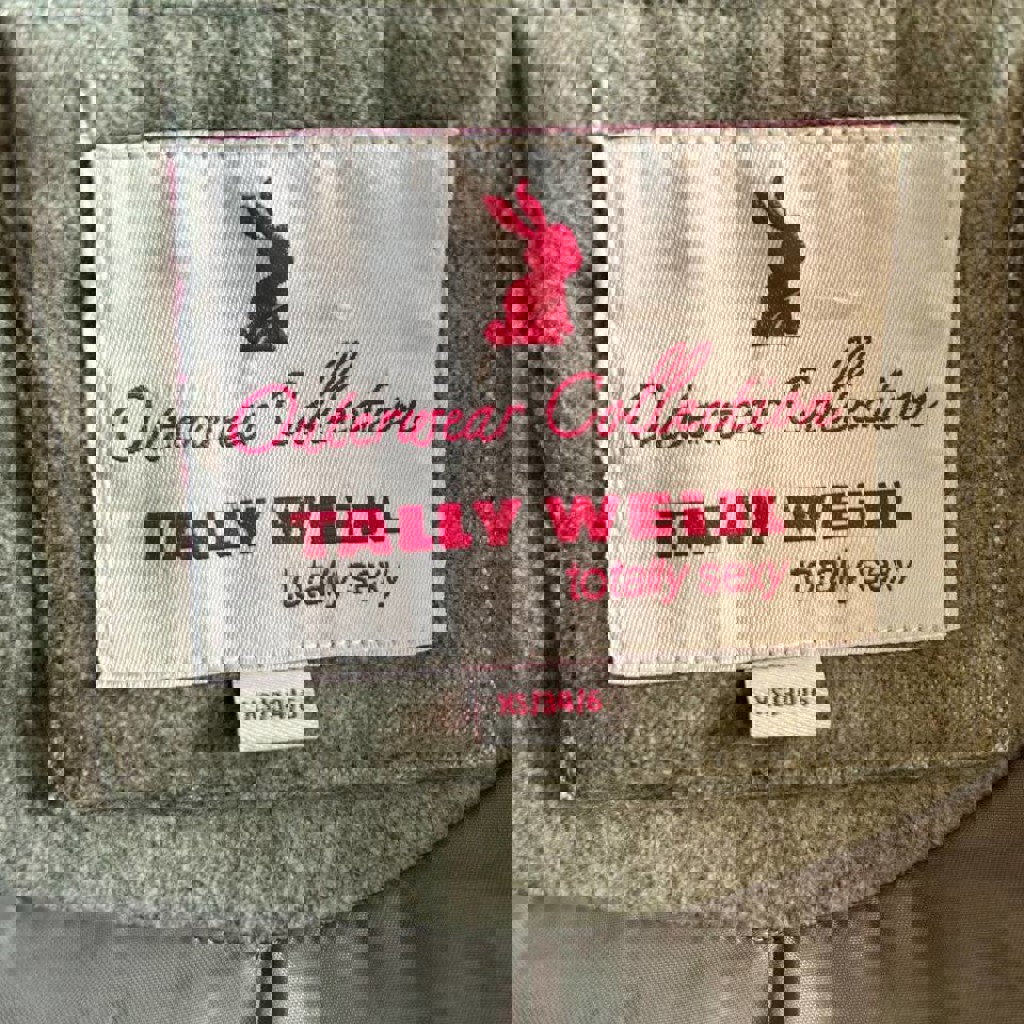 Outerwear Collection
TALLY WEIJL
totally sexy
XS/34/6